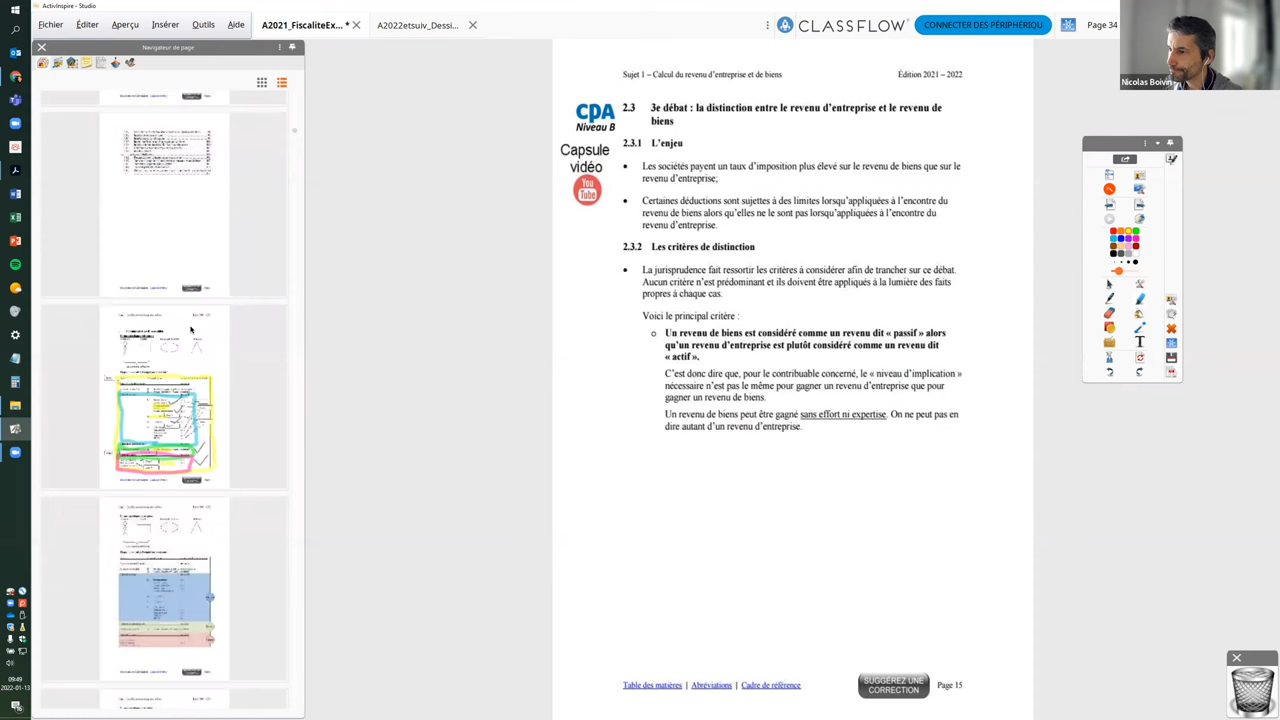 ActivInspire - Studio
Fichier Éditer Aperçu Insérer Outils Aide
A2021_FiscaliteEx... *
A2022etsuiv_Dessi...
CLASSFLOW
CONNECTER DES PÉRIPHÉRIQU
Page 34
Nicolas Boivin
Navigateur de page
Sujet 1 – Calcul du revenu d'entreprise et de biens
Édition 2021 – 2022
CPA
Niveau B
Capsule
vidéo
You
Tube
2.3 3e débat : la distinction entre le revenu d'entreprise et le revenu de
biens
2.3.1 L'enjeu
• Les sociétés payent un taux d'imposition plus élevé sur le revenu de biens que sur le
revenu d'entreprise;
• Certaines déductions sont sujettes à des limites lorsqu'appliquées à l'encontre du
revenu de biens alors qu'elles ne le sont pas lorsqu'appliquées à l'encontre du
revenu d'entreprise.
2.3.2 Les critères de distinction
• La jurisprudence fait ressortir les critères à considérer afin de trancher sur ce débat.
Aucun critère n'est prédominant et ils doivent être appliqués à la lumière des faits
propres à chaque cas.
Voici le principal critère :
o Un revenu de biens est considéré comme un revenu dit « passif » alors
qu'un revenu d'entreprise est plutôt considéré comme un revenu dit
« actif ».
C'est donc dire que, pour le contribuable concerné, le « niveau d'implication »
nécessaire n'est pas le même pour gagner un revenu d'entreprise que pour
gagner un revenu de biens.
Un revenu de biens peut être gagné sans effort ni expertise. On ne peut pas en
dire autant d'un revenu d'entreprise.
Table des matières | Abréviations | Cadre de référence
SUGGÉREZ UNE
CORRECTION
Page 15
2022-01-13